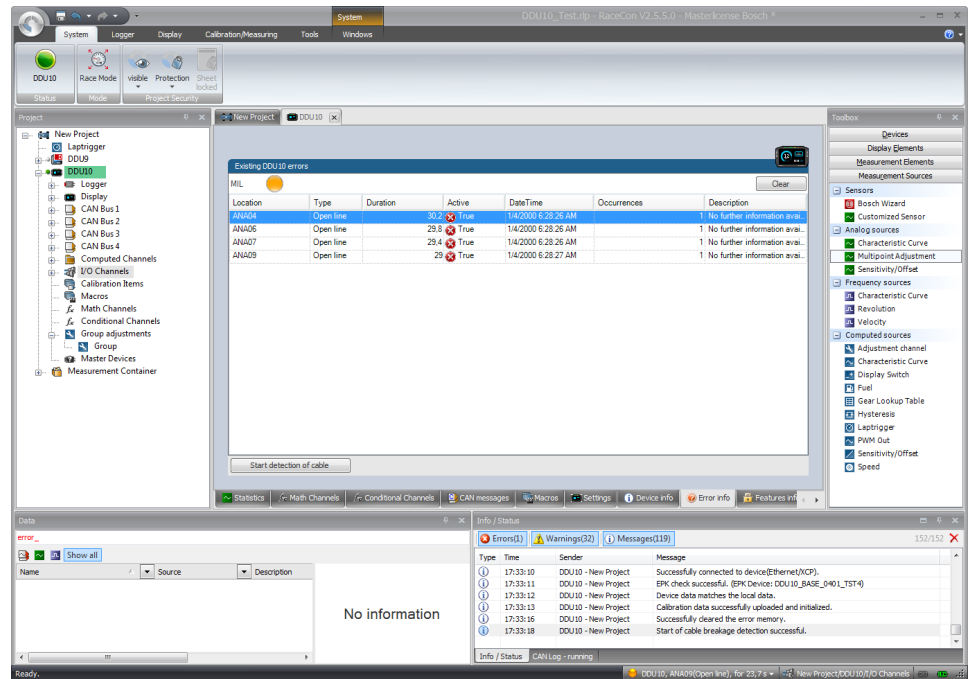 System
DDU10_Test.rlp - RaceCon V2.5.5.0 - Masterlicense Bosch *
System Logger Display Calibration/Measuring Tools Windows
DDU10 Race Mode visible Protection Sheet locked
Status Mode Project Security
Project
New Project
Laptrigger
DDU9
DDU10
Logger
Display
CAN Bus 1
CAN Bus 2
CAN Bus 3
CAN Bus 4
Computed Channels
I/O Channels
Calibration Items
Macros
Math Channels
Conditional Channels
Group adjustments
Group
Master Devices
Measurement Container
New Project DDU10
Existing DDU10 errors
MIL Clear
Location Type Duration Active DateTime Occurrences Description
ANA04 Open line 30,2 True 1/4/2000 6:28:26 AM 1 No further information avai...
ANA06 Open line 29,8 True 1/4/2000 6:28:26 AM 1 No further information avai...
ANA07 Open line 29,4 True 1/4/2000 6:28:26 AM 1 No further information avai...
ANA09 Open line 29 True 1/4/2000 6:28:27 AM 1 No further information avai...
Start detection of cable
Statistics Math Channels Conditional Channels CAN messages Macros Settings Device info Error info Features inf
Toolbox
Devices
Display Elements
Measurement Elements
Measurement Sources
Sensors
Bosch Wizard
Customized Sensor
Analog sources
Characteristic Curve
Multipoint Adjustment
Sensitivity/Offset
Frequency sources
Characteristic Curve
Revolution
Velocity
Computed sources
Adjustment channel
Characteristic Curve
Display Switch
Fuel
Gear Lookup Table
Hysteresis
Laptrigger
PWM Out
Sensitivity/Offset
Speed
Data
error_
Show all
Name Source Description
No information
Info / Status
Errors(1) Warnings(32) Messages(119) 152/152
Type Time Sender Message
17:33:10 DDU10 - New Project Successfully connected to device(Ethernet/XCP).
17:33:11 DDU10 - New Project EPK check successful. (EPK Device: DDU10_BASE_0401_TST4)
17:33:12 DDU10 - New Project Device data matches the local data.
17:33:13 DDU10 - New Project Calibration data successfully uploaded and initialized.
17:33:16 DDU10 - New Project Successfully cleared the error memory.
17:33:18 DDU10 - New Project Start of cable breakage detection successful.
Info / Status CAN Log - running
Ready. DDU10, ANA09(Open line), for 23,7 s New Project/DDU10/I/O Channels